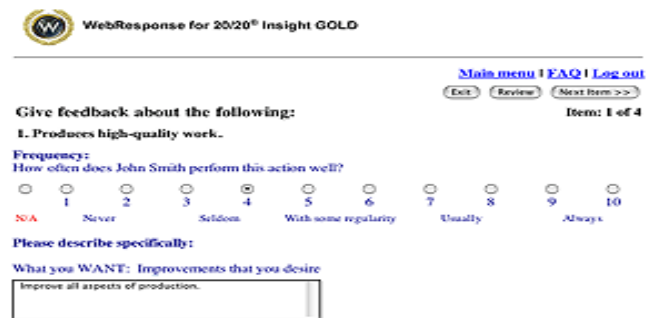 W
WebResponse for 20/20® Insight GOLD
Main menu | FAQ | Log out
Exit Review Next Item >>
Give feedback about the following: Item: 1 of 4
1. Produces high-quality work.
Frequency:
How often does John Smith perform this action well?
1 2 3 4 5 6 7 8 9 10
N/A Never Seldom With some regularity Usually Always
Please describe specifically:
What you WANT: Improvements that you desire
Improve all aspects of production.